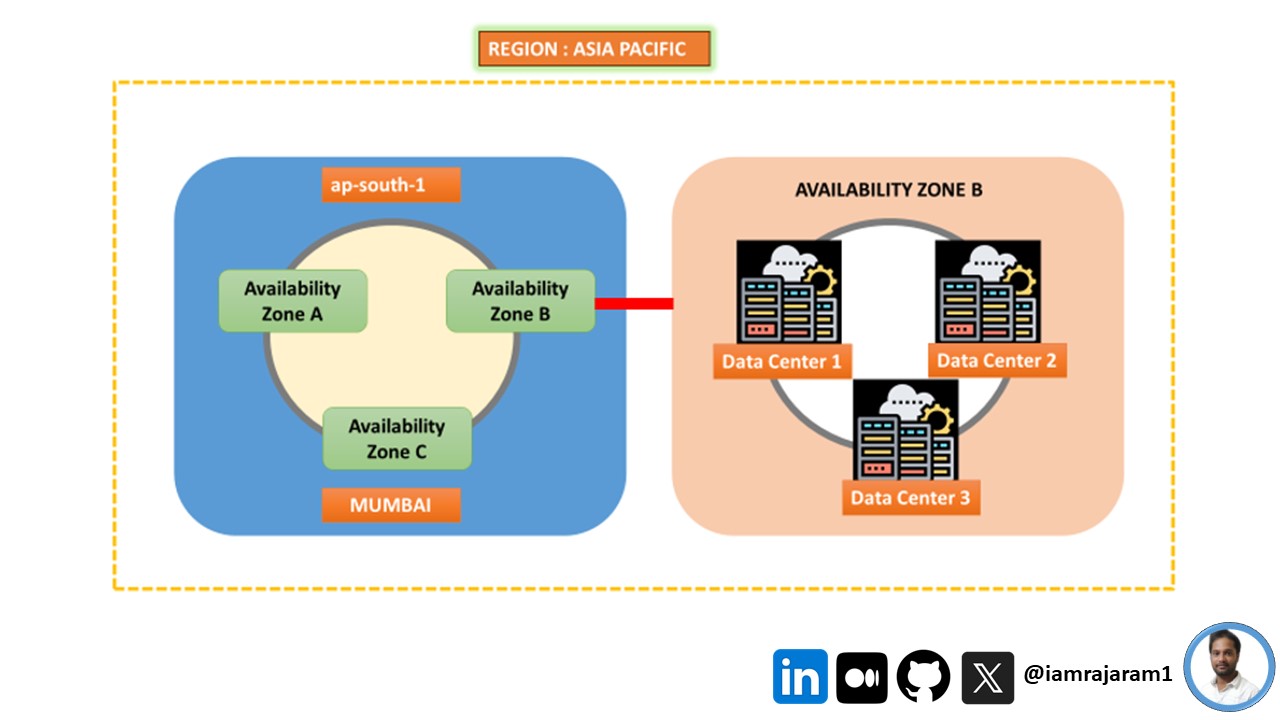 REGION : ASIA PACIFIC
ap-south-1
Availability
Zone A
Availability
Zone B
Availability
Zone C
MUMBAI
AVAILABILITY ZONE B
Data Center 1
Data Center 2
Data Center 3
in
@iamrajaram1